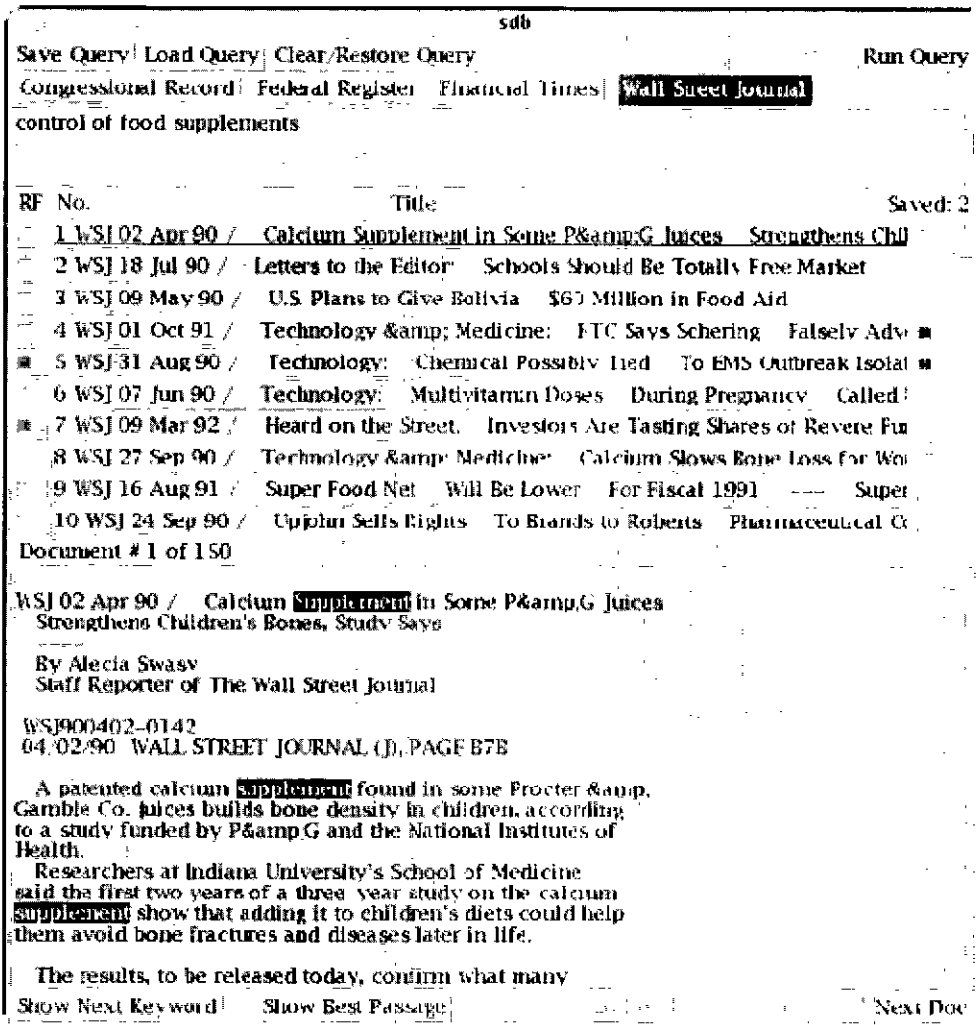 sdb
Save Query Load Query Clear/Restore Query Run Query
Congressional Record Federal Register Financial Times Wall Street Journal
control of food supplements
RF No. Title Saved: 2
1 WSJ 02 Apr 90 / Calcium Supplement in Some P&amp;G Juices Strengthens Chil
2 WSJ 18 Jul 90 / Letters to the Editor: Schools Should Be Totally Free Market
3 WSJ 09 May 90 / U.S. Plans to Give Bolivia $60 Million in Food Aid
4 WSJ 01 Oct 91 / Technology &amp; Medicine: FTC Says Schering Falsely Adv
5 WSJ 31 Aug 90 / Technology: Chemical Possibly Tied To EMS Outbreak Isolat
6 WSJ 07 Jun 90 / Technology: Multivitamin Doses During Pregnancy Called
7 WSJ 09 Mar 92 / Heard on the Street: Investors Are Tasting Shares of Revere Fu
8 WSJ 27 Sep 90 / Technology &amp; Medicine: Calcium Slows Bone Loss for Wo
9 WSJ 16 Aug 91 / Super Food Net Will Be Lower For Fiscal 1991 ---- Super
10 WSJ 24 Sep 90 / Upjohn Sells Rights To Brands to Roberts Pharmaceutical C
Document # 1 of 150
WSJ 02 Apr 90 / Calcium Supplement in Some P&amp;G Juices
Strengthens Children's Bones, Study Says
----
By Alecia Swasy
Staff Reporter of The Wall Street Journal
WSJ900402-0142
04/02/90 WALL STREET JOURNAL (J), PAGE B7B
A patented calcium supplement found in some Procter &amp;
Gamble Co. juices builds bone density in children, according
to a study funded by P&amp;G and the National Institutes of
Health.
Researchers at Indiana University's School of Medicine
said the first two years of a three year study on the calcium
supplement show that adding it to children's diets could help
them avoid bone fractures and diseases later in life.
The results, to be released today, confirm what many
Show Next Keyword Show Best Passage Next Doc